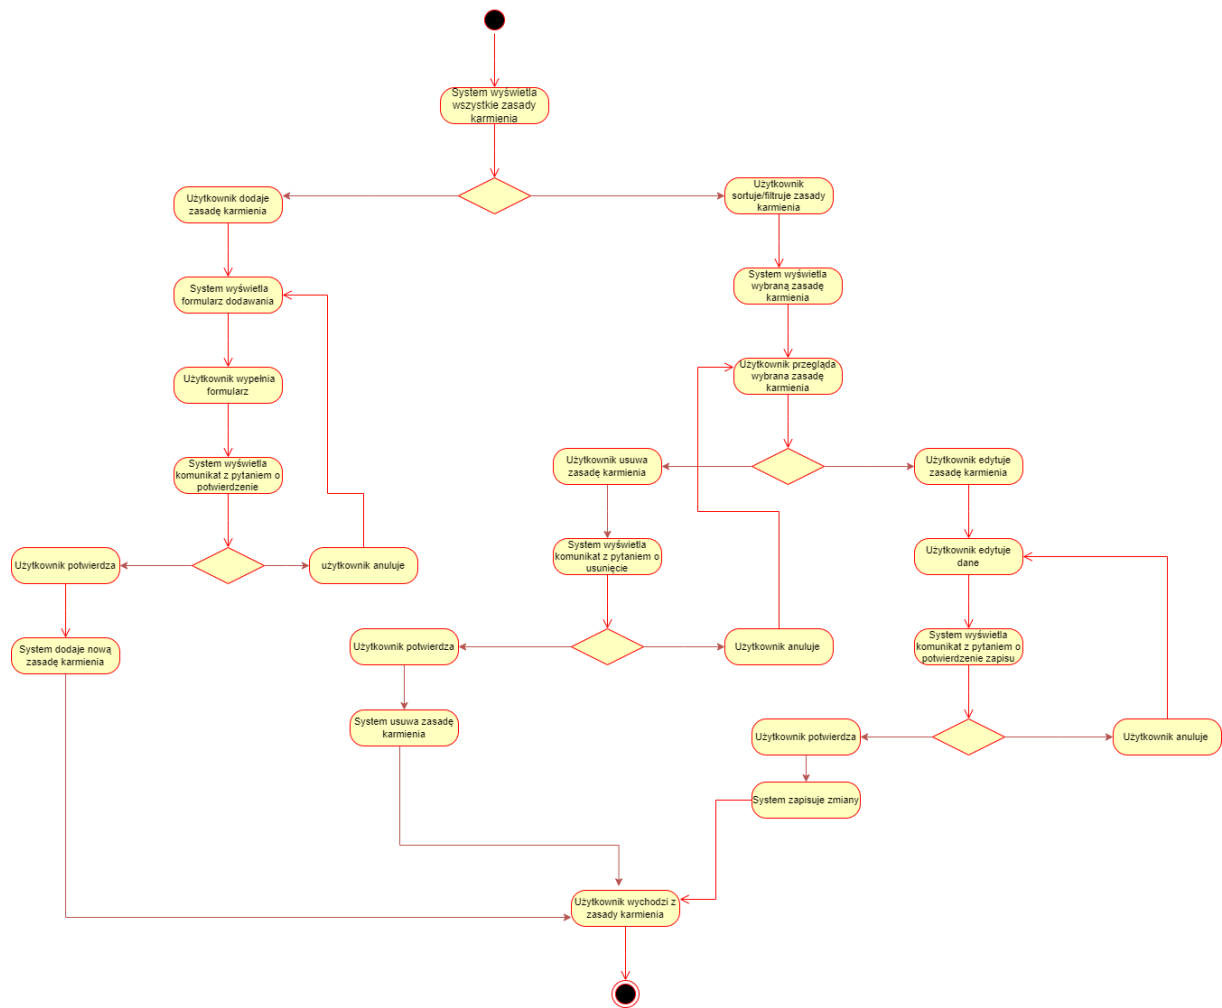 System wyświetla
wszystkie zasady
karmienia
Użytkownik dodaje
zasadę karmienia
Użytkownik
sortuje/filtruje zasady
karmienia
System wyświetla
formularz dodawania
System wyświetla
wybraną zasadę
karmienia
Użytkownik wypełnia
formularz
Użytkownik przegląda
wybrana zasadę
karmienia
System wyświetla
komunikat z pytaniem o
potwierdzenie
Użytkownik usuwa
zasadę karmienia
Użytkownik edytuje
zasadę karmienia
Użytkownik potwierdza
użytkownik anuluje
System wyświetla
komunikat z pytaniem o
usunięcie
Użytkownik edytuje
dane
System dodaje nową
zasadę karmienia
Użytkownik potwierdza
Użytkownik anuluje
System wyświetla
komunikat z pytaniem o
potwierdzenie zapisu
System usuwa zasadę
karmienia
Użytkownik potwierdza
Użytkownik anuluje
System zapisuje zmiany
Użytkownik wychodzi z
zasady karmienia